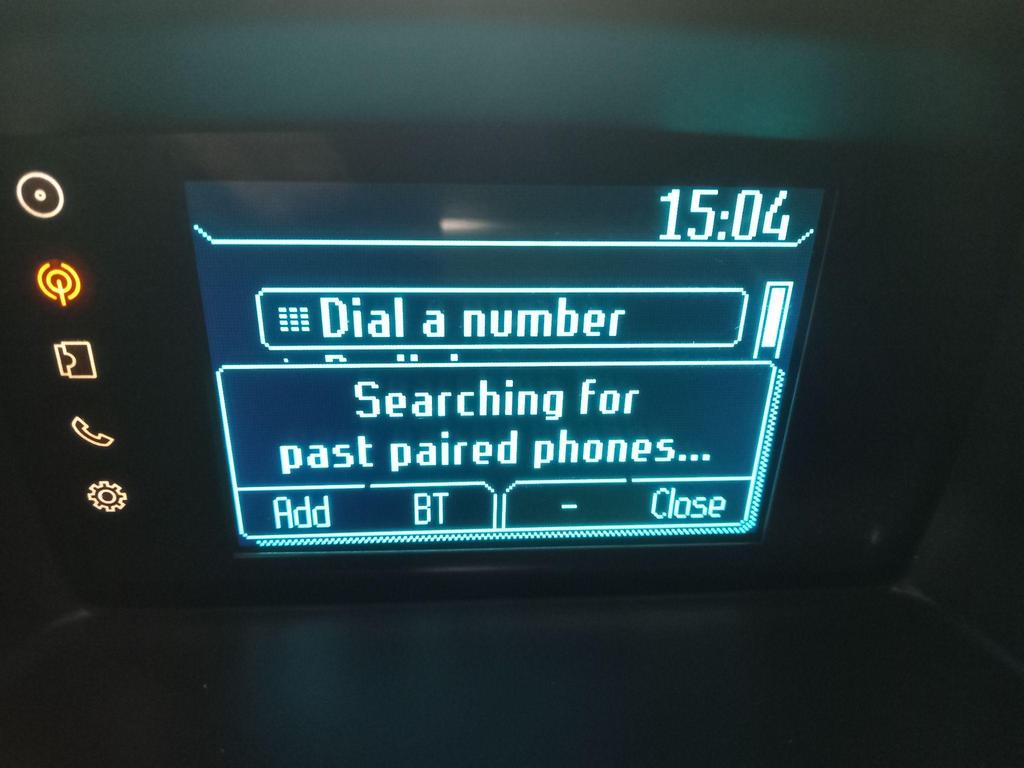 15:04
Dial a number
Searching for
past paired phones...
Add BT - Close